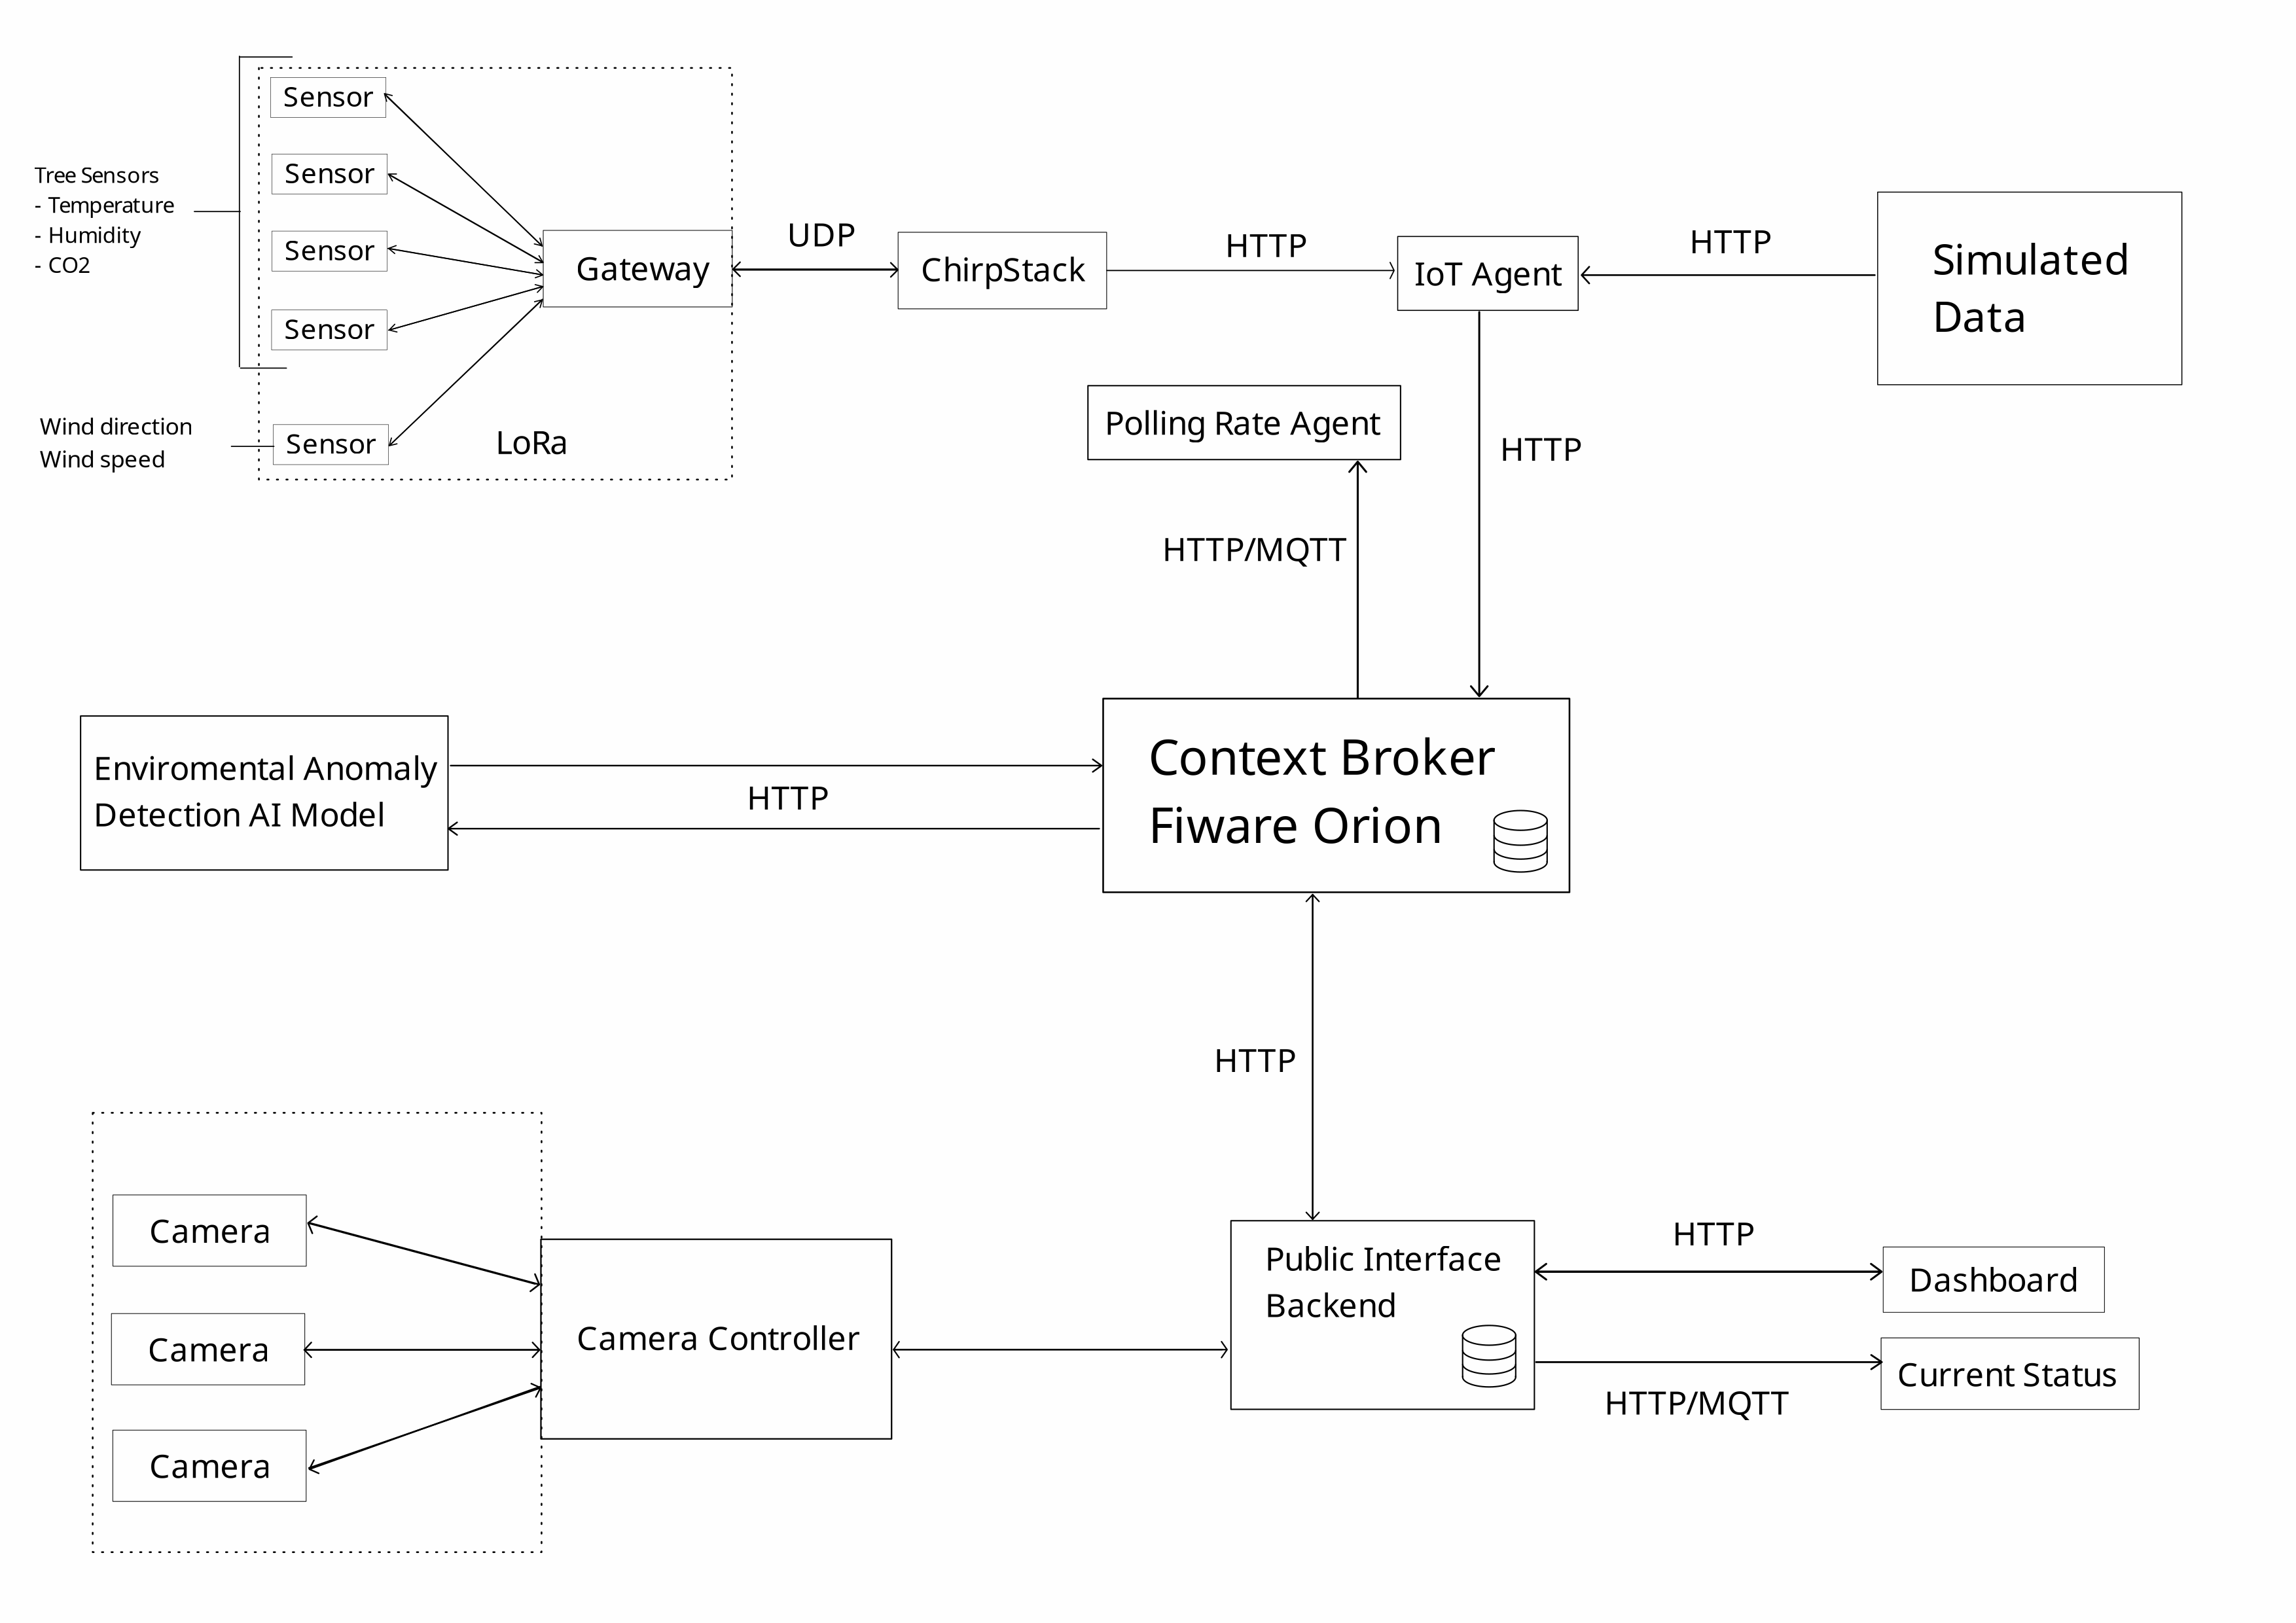 Sensor
Tree Sensors
- Temperature
- Humidity
- CO2
Sensor
Sensor
Sensor
Wind direction
Wind speed
Sensor
LoRa
Gateway
UDP
ChirpStack
HTTP
IoT Agent
HTTP
Simulated
Data
Polling Rate Agent
HTTP
HTTP/MQTT
Enviromental Anomaly
Detection AI Model
HTTP
Context Broker
Fiware Orion
HTTP
Camera
Camera
Camera
Camera Controller
Public Interface
Backend
HTTP
Dashboard
Current Status
HTTP/MQTT